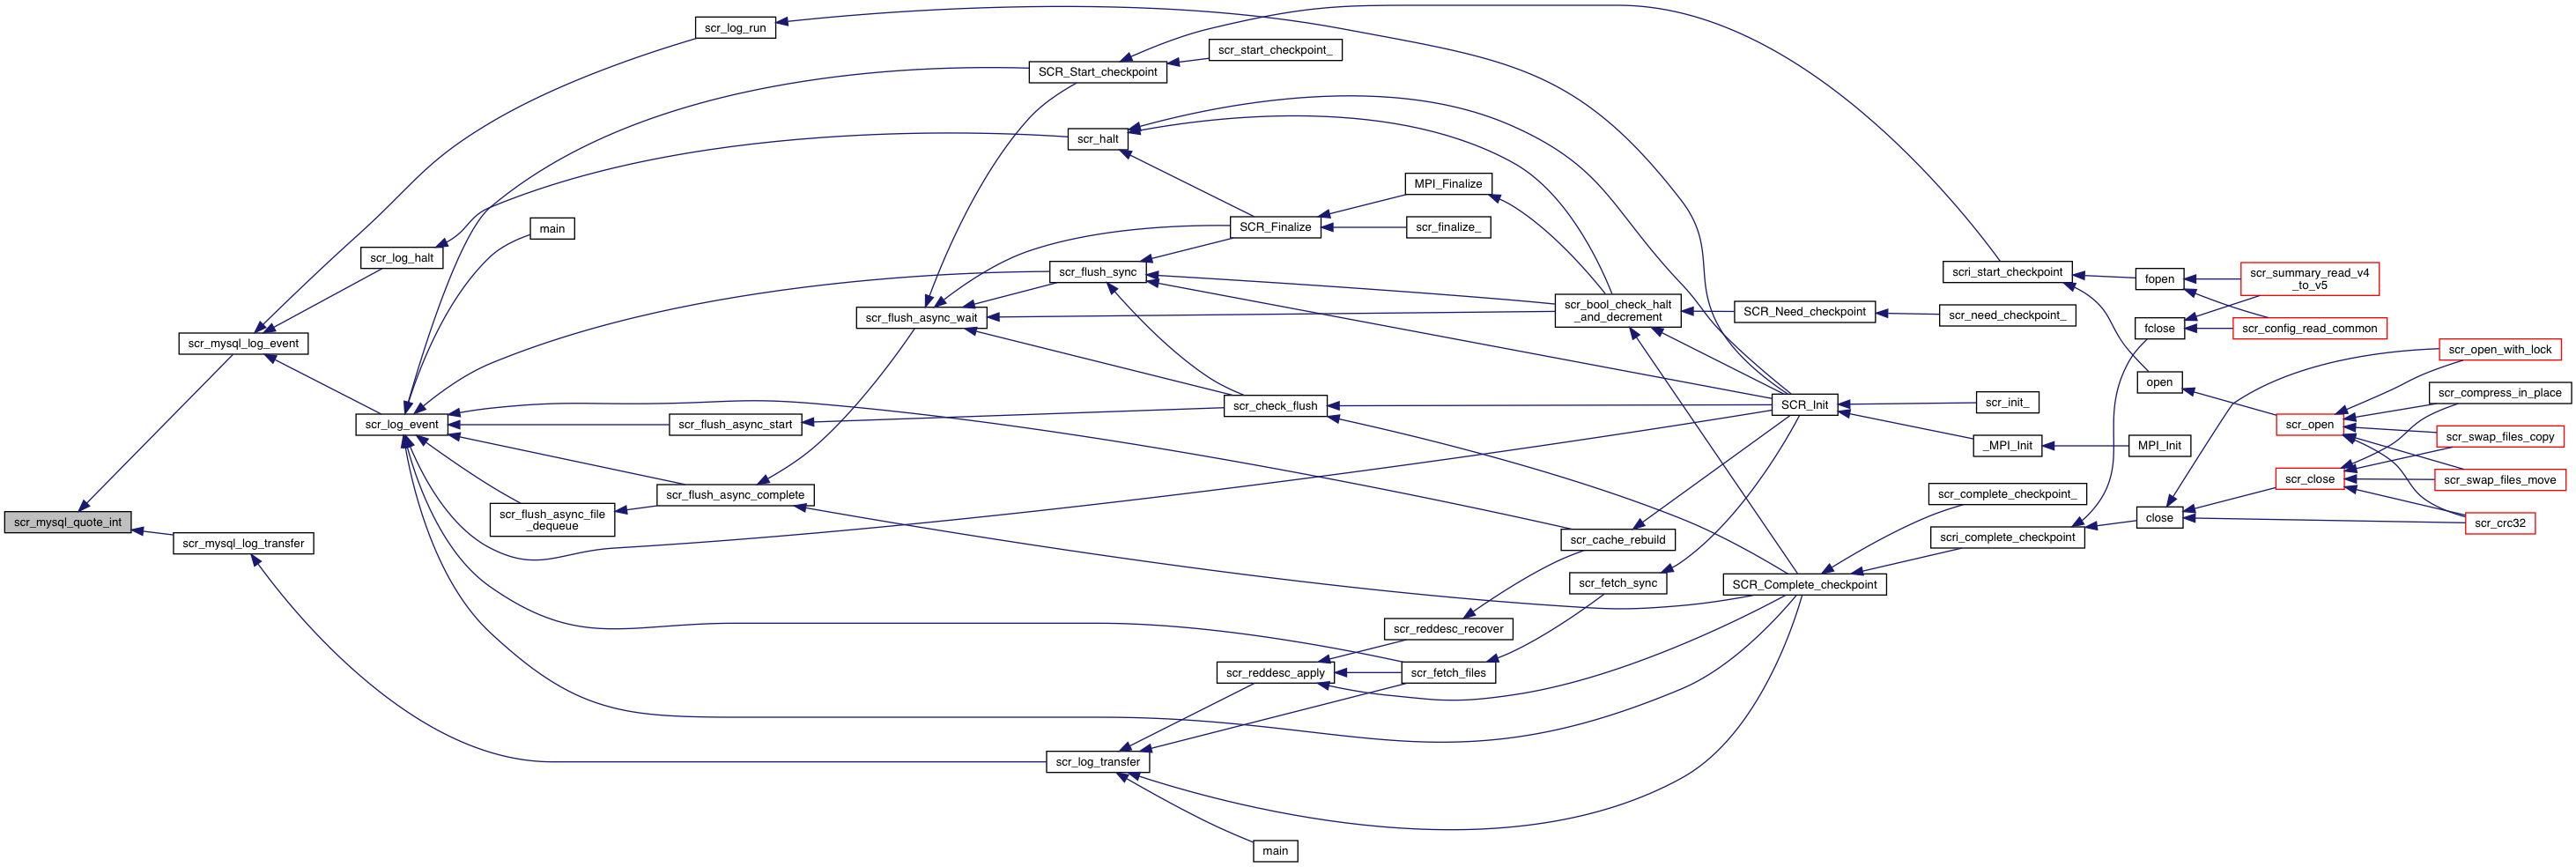 scr_log_run
scr_start_checkpoint_
SCR_Start_checkpoint
scr_halt
MPI_Finalize
main
SCR_Finalize
scr_finalize_
scr_log_halt
scr_flush_sync
scri_start_checkpoint
fopen
scr_summary_read_v4
_to_v5
scr_flush_async_wait
scr_bool_check_halt
_and_decrement
SCR_Need_checkpoint
scr_need_checkpoint_
fclose
scr_config_read_common
scr_mysql_log_event
scr_open_with_lock
open
scr_compress_in_place
scr_check_flush
SCR_Init
scr_init_
scr_log_event
scr_flush_async_start
scr_open
scr_swap_files_copy
_MPI_Init
MPI_Init
scr_close
scr_swap_files_move
scr_flush_async_complete
scr_complete_checkpoint_
scr_flush_async_file
_dequeue
close
scr_crc32
scr_mysql_quote_int
scr_mysql_log_transfer
scr_cache_rebuild
scri_complete_checkpoint
scr_fetch_sync
SCR_Complete_checkpoint
scr_reddesc_recover
scr_reddesc_apply
scr_fetch_files
scr_log_transfer
main